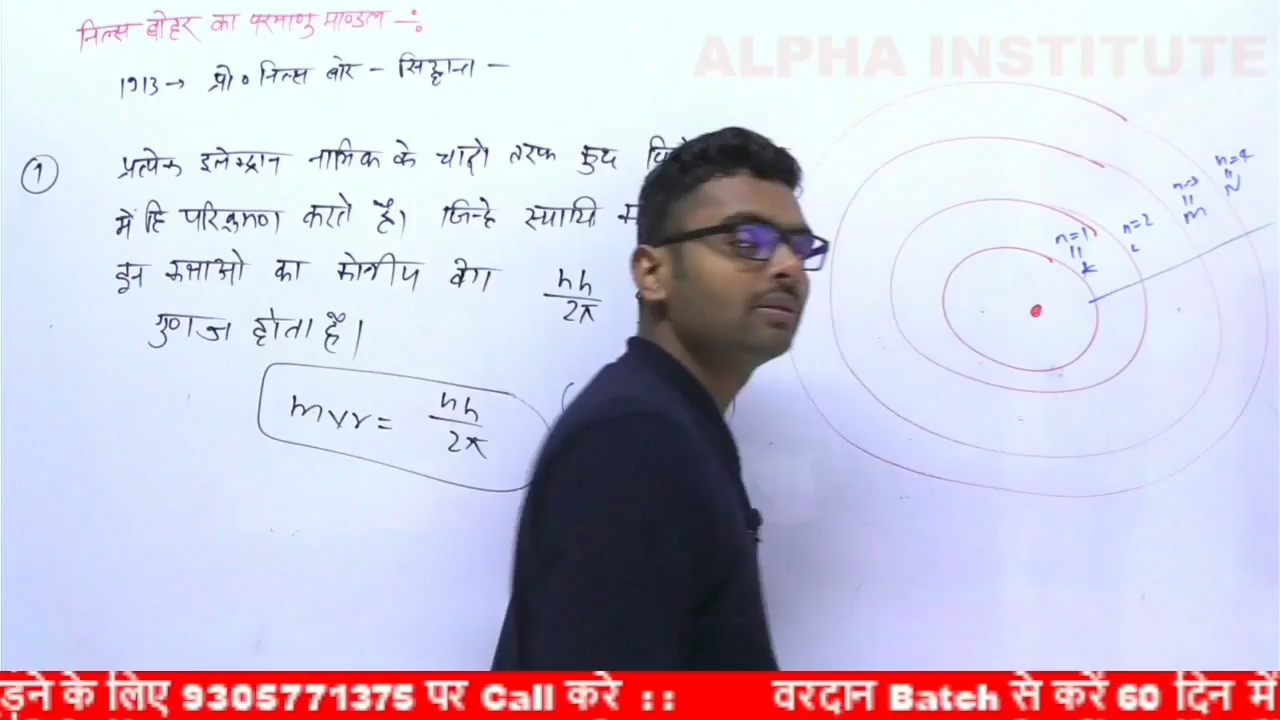 निल्स बोहर का परमाणु माण्डल -:
ALPHA INSTITUTE
1913→ प्रो० निल्स बोर - सिद्धान्त -
① प्रत्येक इलेक्ट्रान नाभिक के चारो तरफ कुछ
में हि परिक्रमण करते है। जिन्हे स्थायि
इन कक्षाओ का कोणीय वेग nh/2π
गुणज होता है।
mvr = nh/2π
n=1 "K
n=2 L
n=3 "M
n=4 "N
ड़ने के लिए 9305771375 पर Call करे : : वरदान Batch से करें 60 दिन में